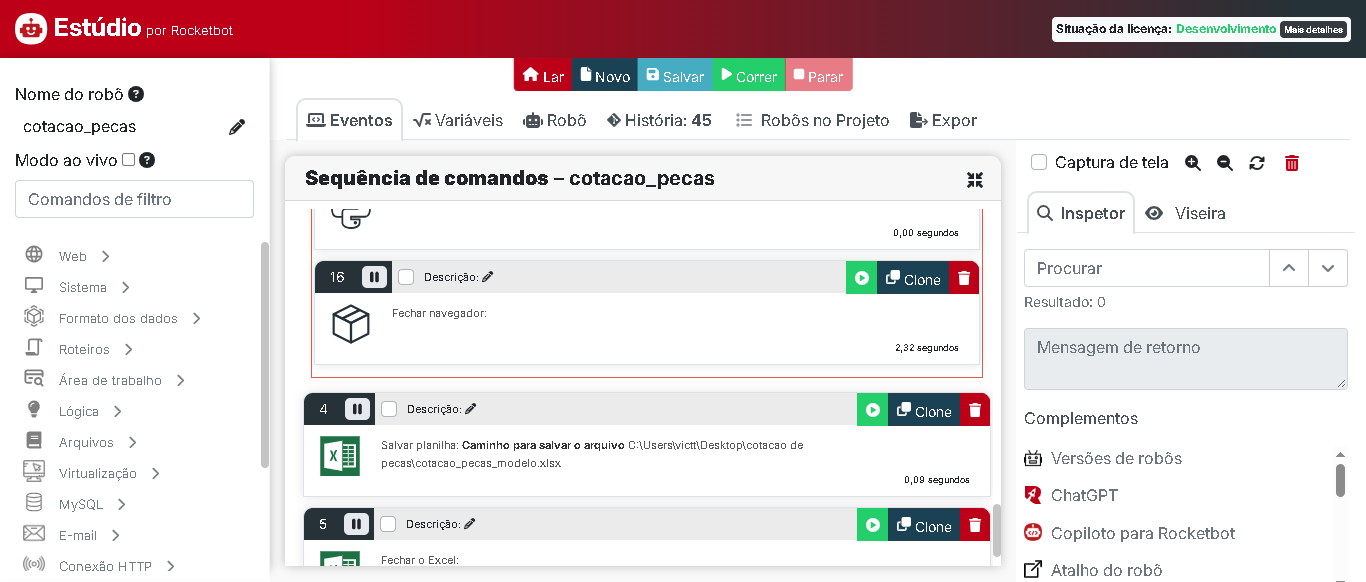 Estúdio por Rocketbot
Situação da licença: Desenvolvimento Mais detalhes
Lar Novo Salvar Correr Parar
Nome do robô
cotacao_pecas
Modo ao vivo
Comandos de filtro
Web
Sistema
Formato dos dados
Roteiros
Área de trabalho
Lógica
Arquivos
Virtualização
MySQL
E-mail
Conexão HTTP
Eventos Variáveis Robô História: 45 Robôs no Projeto Expor
Sequência de comandos – cotacao_pecas
0,00 segundos
16 Descrição: Clone
Fechar navegador:
2,32 segundos
4 Descrição: Clone
Salvar planilha: Caminho para salvar o arquivo C:\Users\victt\Desktop\cotacao de
pecas\cotacao_pecas_modelo.xlsx
0,09 segundos
5 Descrição: Clone
Fechar o Excel:
Captura de tela
Inspetor Viseira
Procurar
Resultado: 0
Mensagem de retorno
Complementos
Versões de robôs
ChatGPT
Copiloto para Rocketbot
Atalho do robô